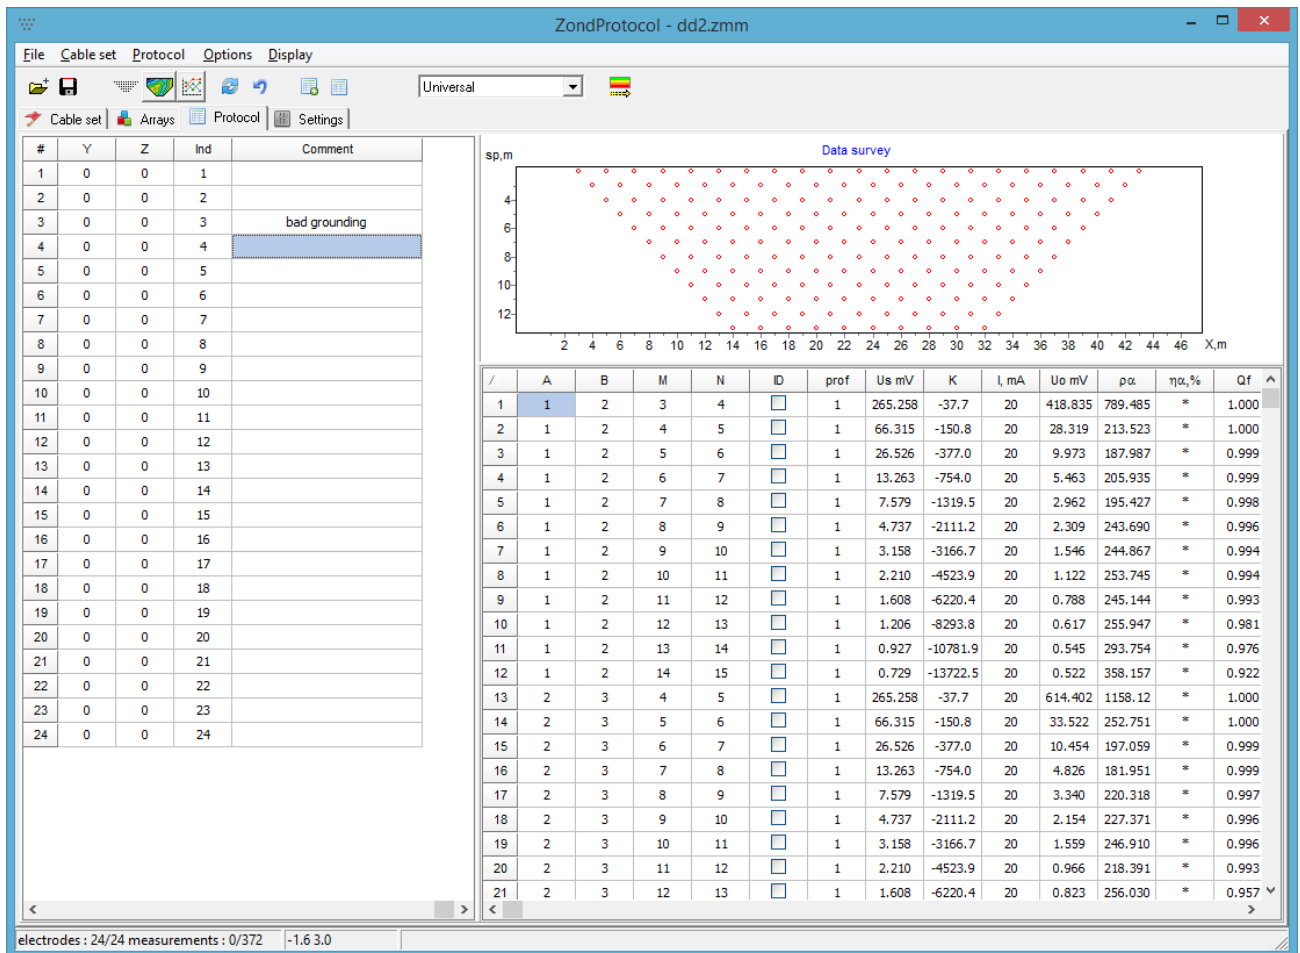 ZondProtocol - dd2.zmm
File Cable set Protocol Options Display
Universal
Cable set Arrays Protocol Settings
# Y Z Ind Comment
1 0 0 1
2 0 0 2
3 0 0 3 bad grounding
4 0 0 4
5 0 0 5
6 0 0 6
7 0 0 7
8 0 0 8
9 0 0 9
10 0 0 10
11 0 0 11
12 0 0 12
13 0 0 13
14 0 0 14
15 0 0 15
16 0 0 16
17 0 0 17
18 0 0 18
19 0 0 19
20 0 0 20
21 0 0 21
22 0 0 22
23 0 0 23
24 0 0 24
Data survey
sp,m
4
6
8
10
12
2 4 6 8 10 12 14 16 18 20 22 24 26 28 30 32 34 36 38 40 42 44 46 X,m
/ A B M N ID prof Us mV K I, mA Uo mV ρα ηα,% Qf
1 1 2 3 4 1 265.258 -37.7 20 418.835 789.485 * 1.000
2 1 2 4 5 1 66.315 -150.8 20 28.319 213.523 * 1.000
3 1 2 5 6 1 26.526 -377.0 20 9.973 187.987 * 0.999
4 1 2 6 7 1 13.263 -754.0 20 5.463 205.935 * 0.999
5 1 2 7 8 1 7.579 -1319.5 20 2.962 195.427 * 0.998
6 1 2 8 9 1 4.737 -2111.2 20 2.309 243.690 * 0.996
7 1 2 9 10 1 3.158 -3166.7 20 1.546 244.867 * 0.994
8 1 2 10 11 1 2.210 -4523.9 20 1.122 253.745 * 0.994
9 1 2 11 12 1 1.608 -6220.4 20 0.788 245.144 * 0.993
10 1 2 12 13 1 1.206 -8293.8 20 0.617 255.947 * 0.981
11 1 2 13 14 1 0.927 -10781.9 20 0.545 293.754 * 0.976
12 1 2 14 15 1 0.729 -13722.5 20 0.522 358.157 * 0.922
13 2 3 4 5 1 265.258 -37.7 20 614.402 1158.12 * 1.000
14 2 3 5 6 1 66.315 -150.8 20 33.522 252.751 * 1.000
15 2 3 6 7 1 26.526 -377.0 20 10.454 197.059 * 0.999
16 2 3 7 8 1 13.263 -754.0 20 4.826 181.951 * 0.999
17 2 3 8 9 1 7.579 -1319.5 20 3.340 220.318 * 0.997
18 2 3 9 10 1 4.737 -2111.2 20 2.154 227.371 * 0.996
19 2 3 10 11 1 3.158 -3166.7 20 1.559 246.910 * 0.996
20 2 3 11 12 1 2.210 -4523.9 20 0.966 218.391 * 0.993
21 2 3 12 13 1 1.608 -6220.4 20 0.823 256.030 * 0.957
electrodes : 24/24 measurements : 0/372 -1.6 3.0